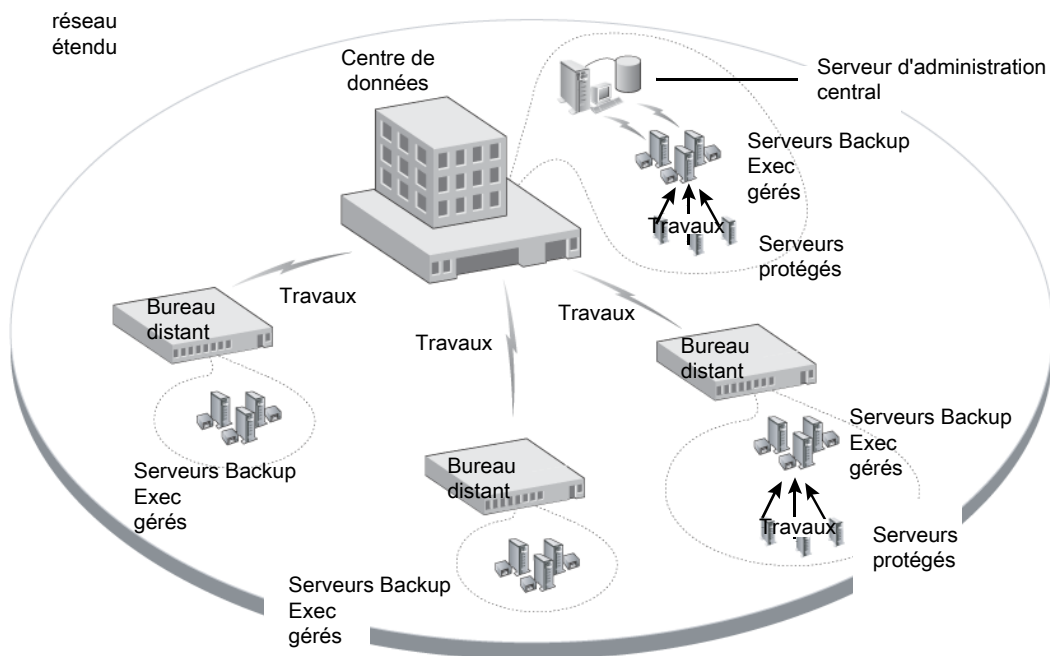 réseau
étendu
Centre de
données
Serveur d'administration
central
Serveurs Backup
Exec
gérés
Travaux
Serveurs
protégés
Travaux
Travaux
Travaux
Bureau
distant
Bureau
distant
Serveurs Backup
Exec
gérés
Serveurs Backup
Exec
gérés
Bureau
distant
Travaux
Serveurs
protégés
Serveurs Backup
Exec
gérés